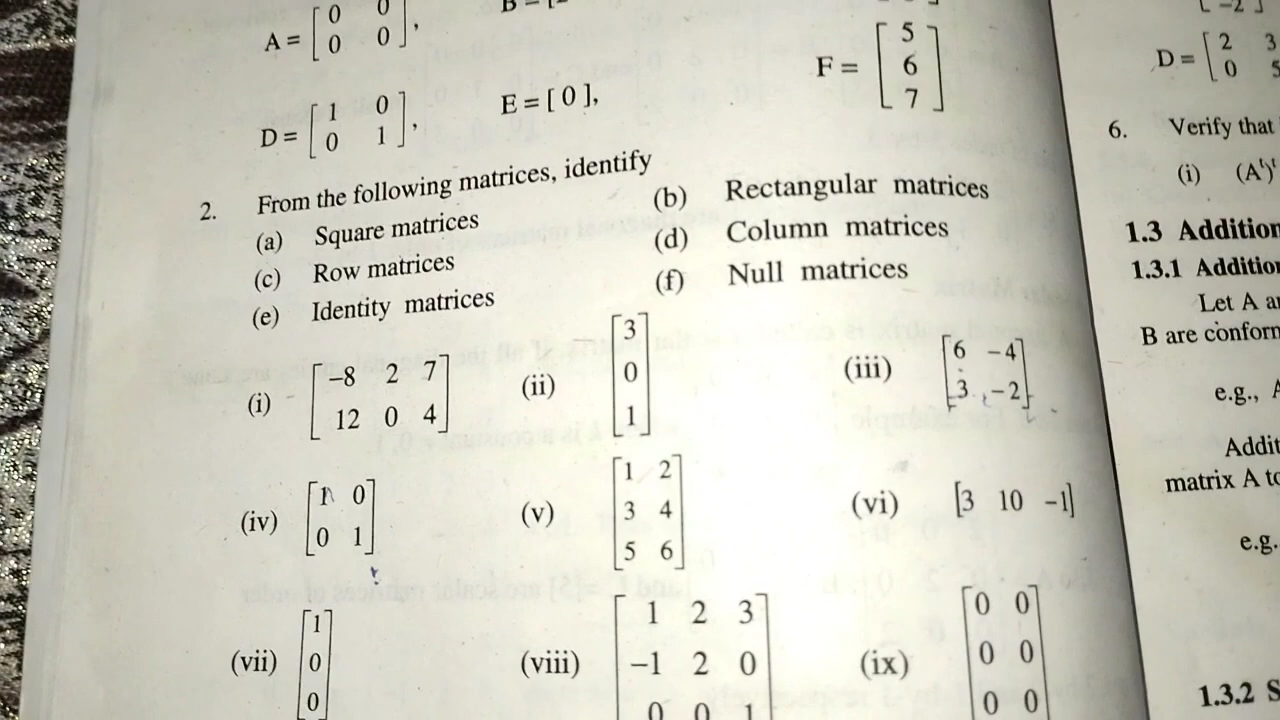 A = [ 0 0
0 0 ],
B = [
D = [ 1 0
0 1 ],
E = [ 0 ],
F = [ 5
6
7 ]
2. From the following matrices, identify
(a) Square matrices (b) Rectangular matrices
(c) Row matrices (d) Column matrices
(e) Identity matrices (f) Null matrices
(i) [ −8 2 7
12 0 4 ]
(ii) [ 3
0
1 ]
(iii) [ 6 −4
3 −2 ]
(iv) [ 1 0
0 1 ]
(v) [ 1 2
3 4
5 6 ]
(vi) [3 10 −1]
(vii) [ 1
0
0
(viii) [ 1 2 3
−1 2 0
0 0 1
(ix) [ 0 0
0 0
0 0
−2 ]
D = [ 2 3
0 5
6. Verify that
(i) (Aᵗ)ᵗ
1.3 Addition
1.3.1 Addition
Let A
B are conform
e.g.,
Addit
matrix A to
e.g.
1.3.2 S